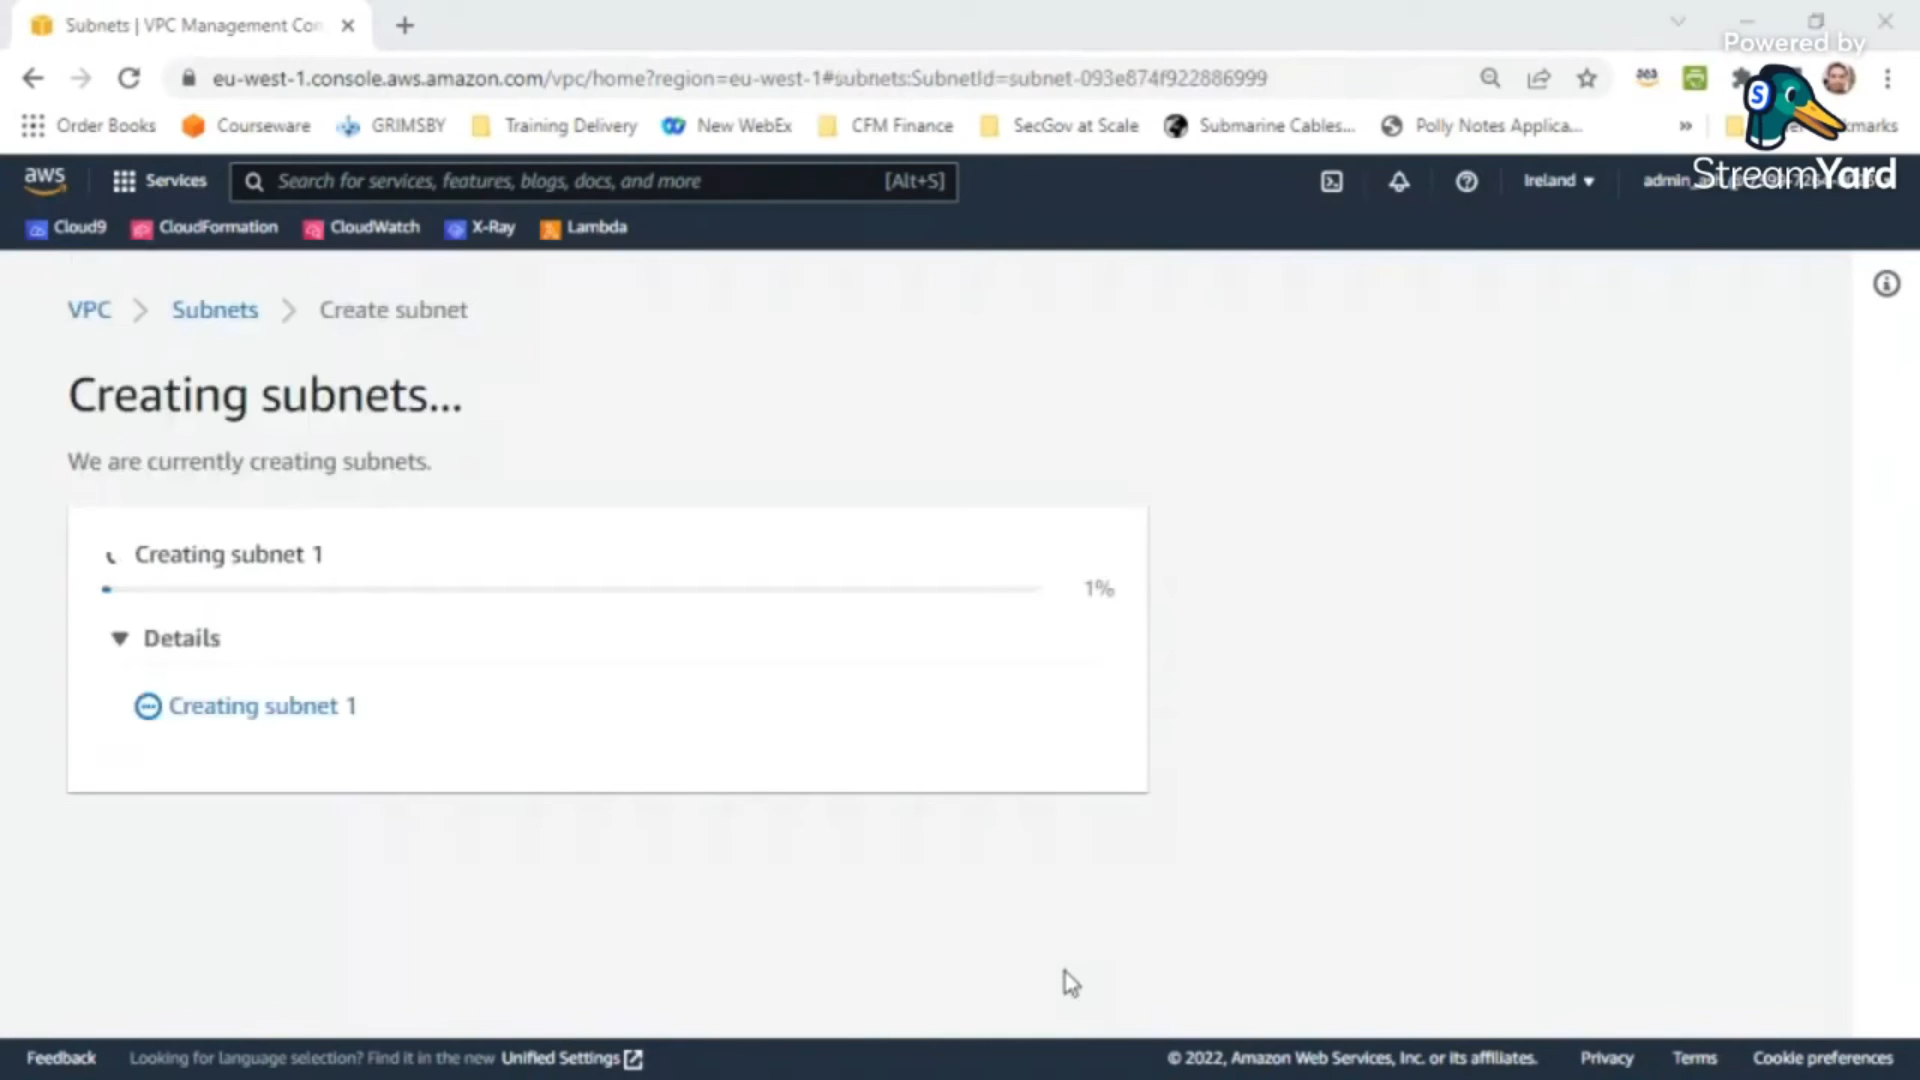 Subnets | VPC Management Con
Powered by
eu-west-1.console.aws.amazon.com/vpc/home?region=eu-west-1#subnets:SubnetId=subnet-093e874f922886999
Order Books Courseware GRIMSBY Training Delivery New WebEx CFM Finance SecGov at Scale Submarine Cables... Polly Notes Applica... »
StreamYard
aws Services Search for services, features, blogs, docs, and more [Alt+S] Ireland
Cloud9 CloudFormation CloudWatch X-Ray Lambda
VPC Subnets Create subnet
Creating subnets...
We are currently creating subnets.
Creating subnet 1
1%
Details
Creating subnet 1
Feedback Looking for language selection? Find it in the new Unified Settings © 2022, Amazon Web Services, Inc. or its affiliates. Privacy Terms Cookie preferences